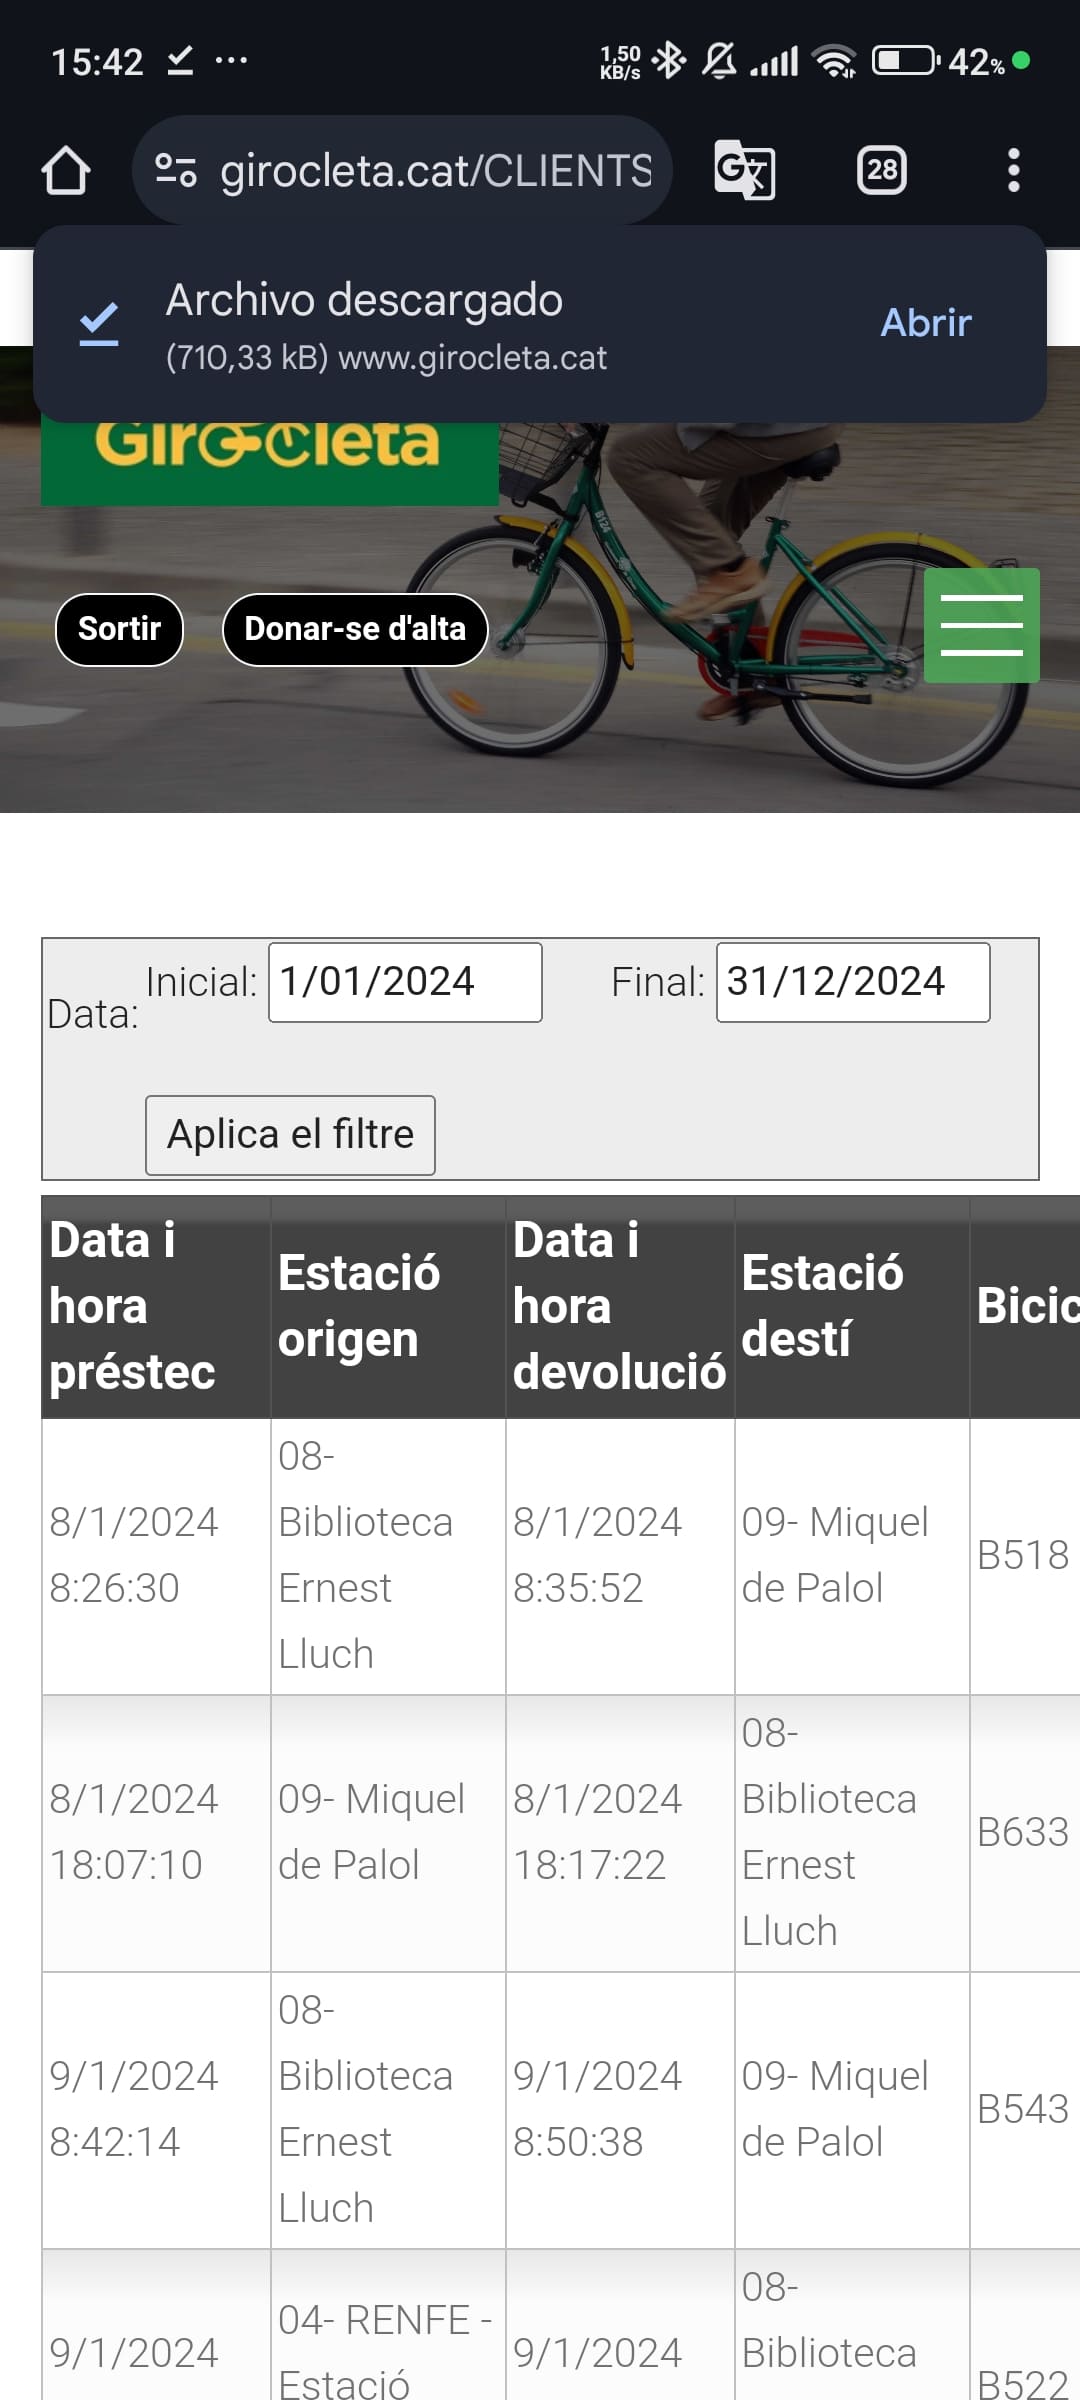 15:42
1,50
KB/s
42%
girocleta.cat/CLIENTS
28
Archivo descargado
(710,33 kB) www.girocleta.cat
Abrir
Girocleta
B124
Sortir
Donar-se d'alta
Data:
Inicial: 1/01/2024
Final: 31/12/2024
Aplica el filtre
Data i
hora
préstec
Estació
origen
Data i
hora
devolució
Estació
destí
Bicic
8/1/2024
8:26:30
08-
Biblioteca
Ernest
Lluch
8/1/2024
8:35:52
09- Miquel
de Palol
B518
8/1/2024
18:07:10
09- Miquel
de Palol
8/1/2024
18:17:22
08-
Biblioteca
Ernest
Lluch
B633
9/1/2024
8:42:14
08-
Biblioteca
Ernest
Lluch
9/1/2024
8:50:38
09- Miquel
de Palol
B543
9/1/2024
04- RENFE -
Estació
9/1/2024
08-
Biblioteca
B522